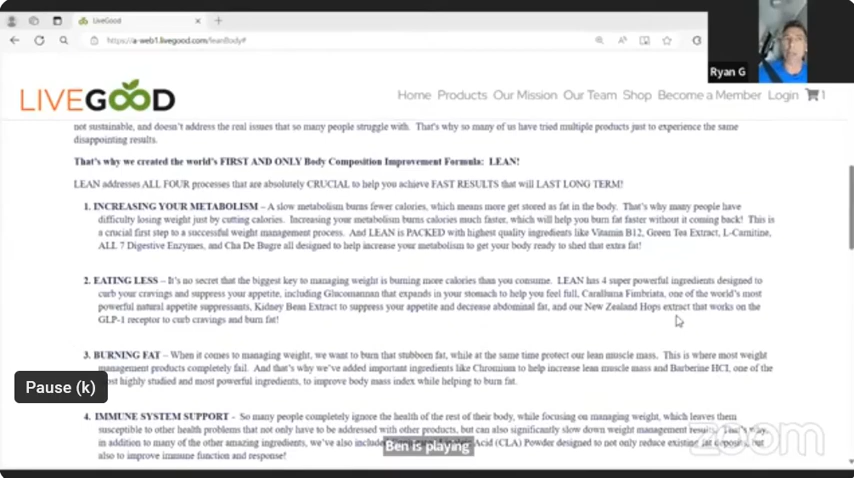 LiveGood
https://a-web1.livegood.com/leanBody#
Ryan G
LIVEGOOD
Home Products Our Mission Our Team Shop Become a Member Login 1
not sustainable, and doesn't address the real issues that so many people struggle with. That's why so many of us have tried multiple products just to experience the same
disappointing results.
That's why we created the world's FIRST AND ONLY Body Composition Improvement Formula: LEAN!
LEAN addresses ALL FOUR processes that are absolutely CRUCIAL to help you achieve FAST RESULTS that will LAST LONG TERM!
1. INCREASING YOUR METABOLISM – A slow metabolism burns fewer calories, which means more get stored as fat in the body. That's why many people have
difficulty losing weight just by cutting calories. Increasing your metabolism burns calories much faster, which will help you burn fat faster without it coming back! This is
a crucial first step to a successful weight management process. And LEAN is PACKED with highest quality ingredients like Vitamin B12, Green Tea Extract, L-Carnitine,
ALL 7 Digestive Enzymes, and Cha De Bugre all designed to help increase your metabolism to get your body ready to shed that extra fat!
2. EATING LESS – It's no secret that the biggest key to managing weight is burning more calories than you consume. LEAN has 4 super powerful ingredients designed to
curb your cravings and suppress your appetite, including Glucomannan that expands in your stomach to help you feel full, Caralluma Fimbriata, one of the world's most
powerful natural appetite suppressants, Kidney Bean Extract to suppress your appetite and decrease abdominal fat, and our New Zealand Hops extract that works on the
GLP-1 receptor to curb cravings and burn fat!
3. BURNING FAT – When it comes to managing weight, we want to burn that stubborn fat, while at the same time protect our lean muscle mass. This is where most weight
management products completely fail. And that's why we've added important ingredients like Chromium to help increase lean muscle mass and Barberine HCI, one of the
most highly studied and most powerful ingredients, to improve body mass index while helping to burn fat.
Pause (k)
4. IMMUNE SYSTEM SUPPORT – So many people completely ignore the health of the rest of their body, while focusing on managing weight, which leaves them
susceptible to other health problems that not only have to be addressed with other products, but can also significantly slow down weight management results. That's why,
in addition to many of the other amazing ingredients, we've also include Acid (CLA) Powder designed to not only reduce existing fat deposits, but
also to improve immune function and response!
Ben is playing
zoom